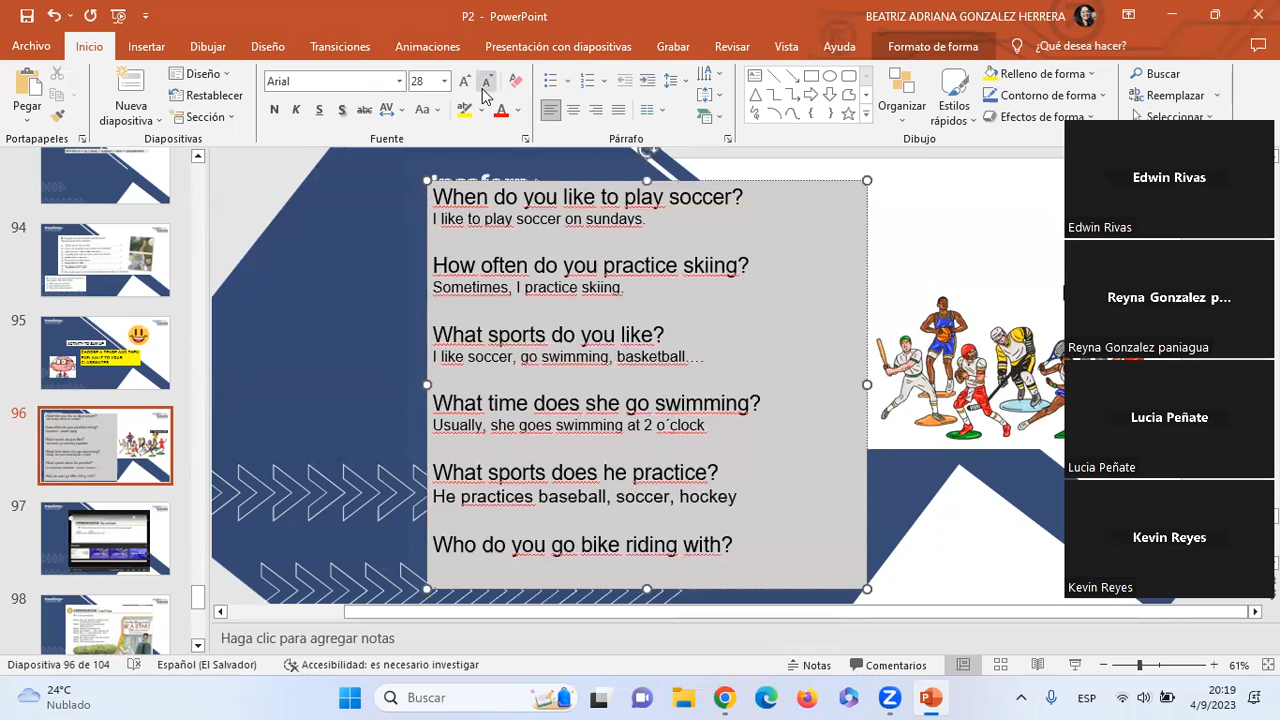 P2 - PowerPoint
BEATRIZ ADRIANA GONZALEZ HERRERA
Archivo Inicio Insertar Dibujar Diseño Transiciones Animaciones Presentación con diapositivas Grabar Revisar Vista Ayuda Formato de forma ¿Qué desea hacer?
Pegar
Nueva diapositiva
Diseño
Restablecer
Sección
Arial 28
N K S S abc AV Aa A
Organizar
Estilos rápidos
Relleno de forma
Contorno de forma
Efectos de forma
Buscar
Reemplazar
Seleccionar
Portapapeles Diapositivas Fuente Párrafo Dibujo
94
95
CHOOSE A SPORT AND THEN
96
97
98
When do you like to play soccer?
I like to play soccer on sundays.
How often do you practice skiing?
Sometimes, I practice skiing.
What sports do you like?
I like soccer, go swimming, basketball….
What time does she go swimming?
Usually, she goes swimming at 2 o´clock
What sports does he practice?
He practices baseball, soccer, hockey
Who do you go bike riding with?
Edwin Rivas
Edwin Rivas
Reyna Gonzalez p...
Reyna Gonzalez paniagua
Lucia Peñate
Lucia Peñate
Kevin Reyes
Kevin Reyes
Hacer clic para agregar notas
Diapositiva 96 de 104 Español (El Salvador) Accesibilidad: es necesario investigar Notas Comentarios 61%
24°C
Nublado
Buscar
ESP
20:19
4/9/2023